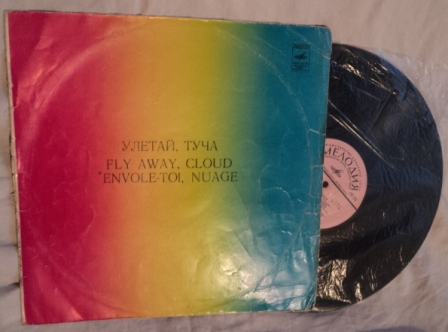 УЛЕТАЙ, ТУЧА
FLY AWAY, CLOUD
"ENVOLE-TOI, NUAGE
МЕЛОДИЯ